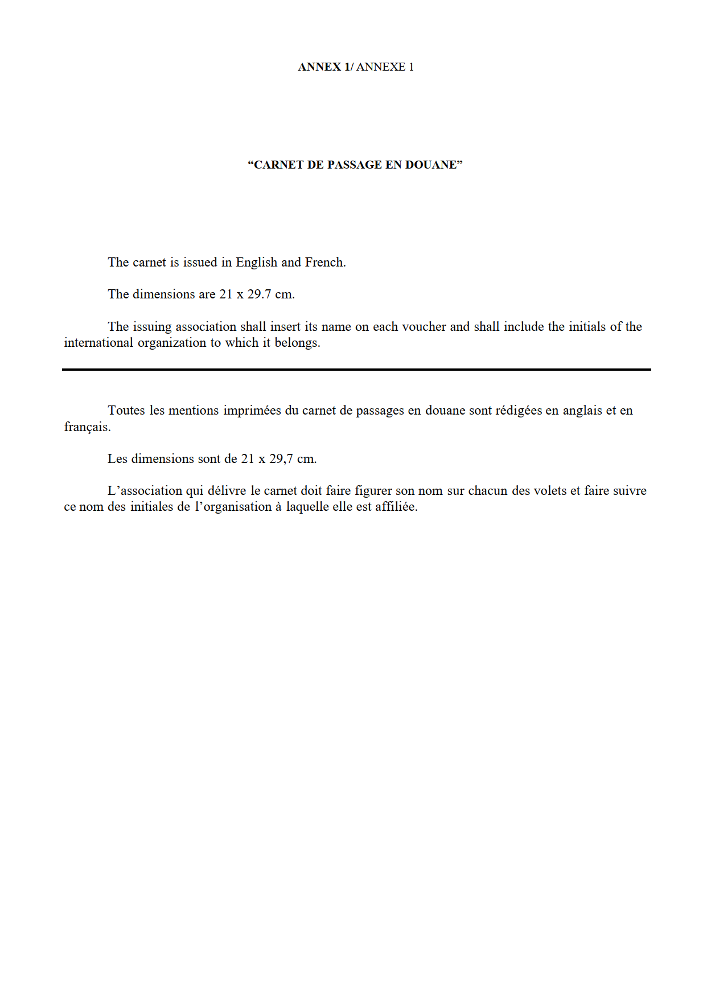 ANNEX 1/ ANNEXE 1
“CARNET DE PASSAGE EN DOUANE”
The carnet is issued in English and French.
The dimensions are 21 x 29.7 cm.
The issuing association shall insert its name on each voucher and shall include the initials of the
international organization to which it belongs.
Toutes les mentions imprimées du carnet de passages en douane sont rédigées en anglais et en
français.
Les dimensions sont de 21 x 29,7 cm.
L’association qui délivre le carnet doit faire figurer son nom sur chacun des volets et faire suivre
ce nom des initiales de l’organisation à laquelle elle est affiliée.